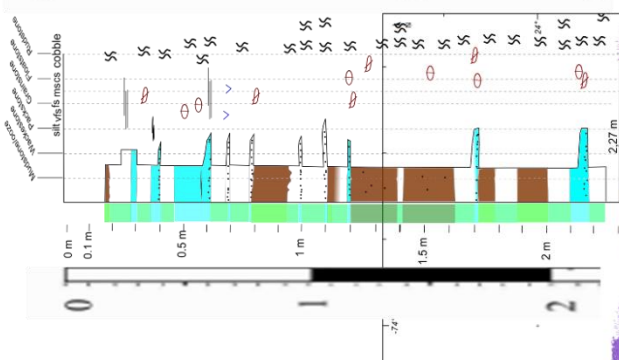 Mudstone/ooze
Wackestone
Packstone
Grainstone
Floatstone
Rudstone
silt vfs fs mscs cobble
0 m
0.1 m
0.5 m
1 m
1.5 m
2 m
2,27 m
24°
-74°
0 1 2